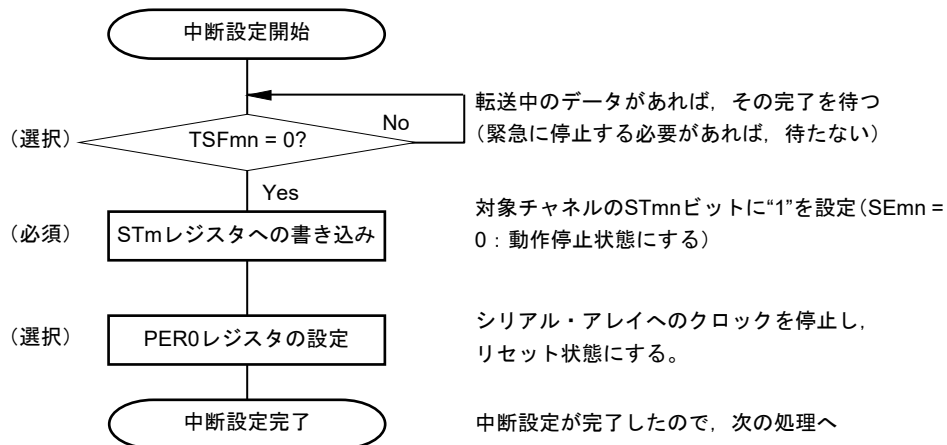 中断設定開始
転送中のデータがあれば，その完了を待つ
（緊急に停止する必要があれば，待たない）
（選択）
TSFmn = 0?
No
Yes
（必須）
STmレジスタへの書き込み
対象チャネルのSTmnビットに“1”を設定（SEmn =
0：動作停止状態にする）
（選択）
PER0レジスタの設定
シリアル・アレイへのクロックを停止し，
リセット状態にする。
中断設定完了
中断設定が完了したので，次の処理へ